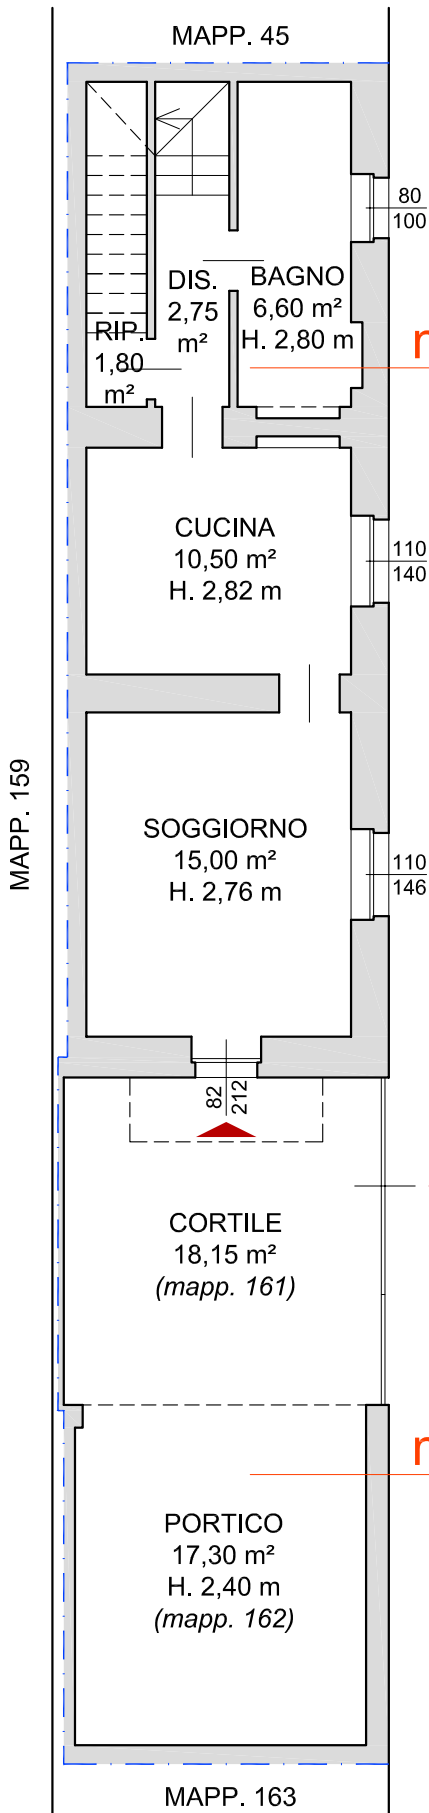 MAPP. 45
80
100
DIS.
2,75
m²
BAGNO
6,60 m²
H. 2,80 m
RIP.
1,80
m²
r
CUCINA
10,50 m²
H. 2,82 m
110
140
MAPP. 159
SOGGIORNO
15,00 m²
H. 2,76 m
110
146
82
212
CORTILE
18,15 m²
(mapp. 161)
r
PORTICO
17,30 m²
H. 2,40 m
(mapp. 162)
MAPP. 163